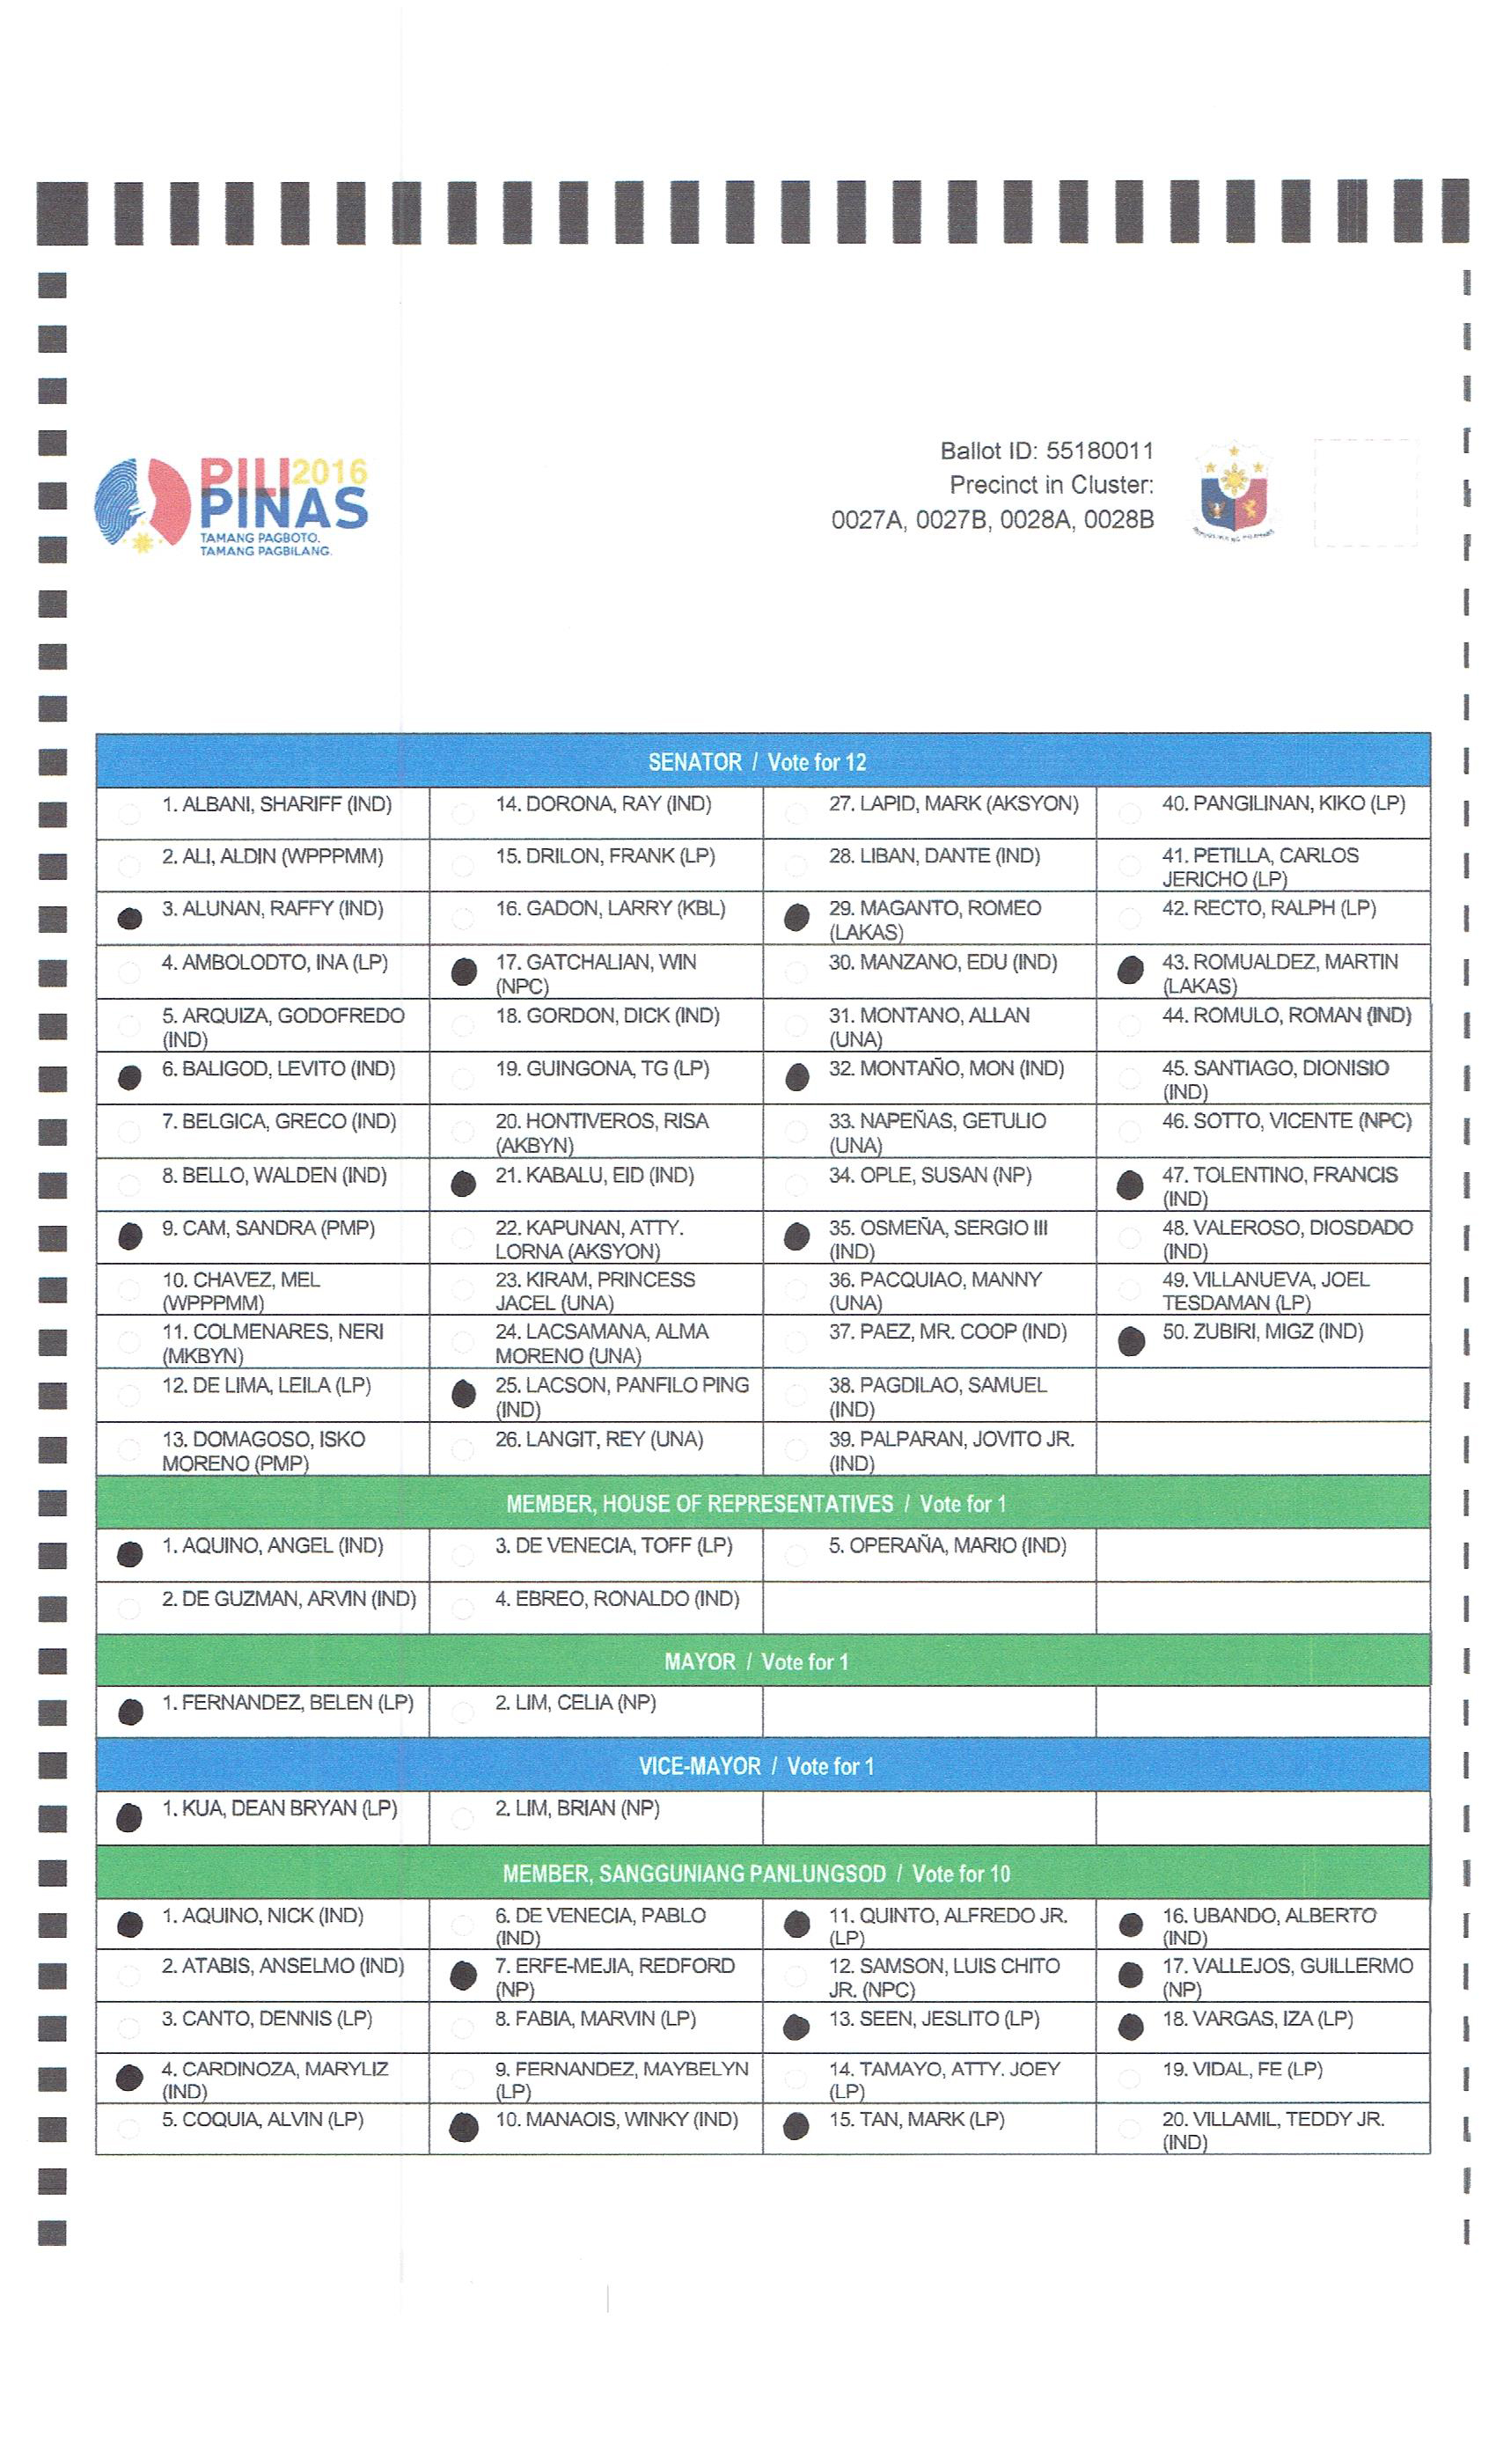 PILI 2016
PINAS
TAMANG PAGBOTO.
TAMANG PAGBILANG.
Ballot ID: 55180011
Precinct in Cluster:
0027A, 0027B, 0028A, 0028B
SENATOR / Vote for 12
1. ALBANI, SHARIFF (IND)
2. ALI, ALDIN (WPPPMM)
3. ALUNAN, RAFFY (IND)
4. AMBOLODTO, INA (LP)
5. ARQUIZA, GODOFREDO
(IND)
6. BALIGOD, LEVITO (IND)
7. BELGICA, GRECO (IND)
8. BELLO, WALDEN (IND)
9. CAM, SANDRA (PMP)
10. CHAVEZ, MEL
(WPPPMM)
11. COLMENARES, NERI
(MKBYN)
12. DE LIMA, LEILA (LP)
13. DOMAGOSO, ISKO
MORENO (PMP)
14. DORONA, RAY (IND)
15. DRILON, FRANK (LP)
16. GADON, LARRY (KBL)
17. GATCHALIAN, WIN
(NPC)
18. GORDON, DICK (IND)
19. GUINGONA, TG (LP)
20. HONTIVEROS, RISA
(AKBYN)
21. KABALU, EID (IND)
22. KAPUNAN, ATTY.
LORNA (AKSYON)
23. KIRAM, PRINCESS
JACEL (UNA)
24. LACSAMANA, ALMA
MORENO (UNA)
25. LACSON, PANFILO PING
(IND)
26. LANGIT, REY (UNA)
27. LAPID, MARK (AKSYON)
28. LIBAN, DANTE (IND)
29. MAGANTO, ROMEO
(LAKAS)
30. MANZANO, EDU (IND)
31. MONTANO, ALLAN
(UNA)
32. MONTAÑO, MON (IND)
33. NAPEÑAS, GETULIO
(UNA)
34. OPLE, SUSAN (NP)
35. OSMEÑA, SERGIO III
(IND)
36. PACQUIAO, MANNY
(UNA)
37. PAEZ, MR. COOP (IND)
38. PAGDILAO, SAMUEL
(IND)
39. PALPARAN, JOVITO JR.
(IND)
40. PANGILINAN, KIKO (LP)
41. PETILLA, CARLOS
JERICHO (LP)
42. RECTO, RALPH (LP)
43. ROMUALDEZ, MARTIN
(LAKAS)
44. ROMULO, ROMAN (IND)
45. SANTIAGO, DIONISIO
(IND)
46. SOTTO, VICENTE (NPC)
47. TOLENTINO, FRANCIS
(IND)
48. VALEROSO, DIOSDADO
(IND)
49. VILLANUEVA, JOEL
TESDAMAN (LP)
50. ZUBIRI, MIGZ (IND)
MEMBER, HOUSE OF REPRESENTATIVES / Vote for 1
1. AQUINO, ANGEL (IND)
2. DE GUZMAN, ARVIN (IND)
3. DE VENECIA, TOFF (LP)
4. EBREO, RONALDO (IND)
5. OPERAÑA, MARIO (IND)
MAYOR / Vote for 1
1. FERNANDEZ, BELEN (LP)
2. LIM, CELIA (NP)
VICE-MAYOR / Vote for 1
1. KUA, DEAN BRYAN (LP)
2. LIM, BRIAN (NP)
MEMBER, SANGGUNIANG PANLUNGSOD / Vote for 10
1. AQUINO, NICK (IND)
2. ATABIS, ANSELMO (IND)
3. CANTO, DENNIS (LP)
4. CARDINOZA, MARYLIZ
(IND)
5. COQUIA, ALVIN (LP)
6. DE VENECIA, PABLO
(IND)
7. ERFE-MEJIA, REDFORD
(NP)
8. FABIA, MARVIN (LP)
9. FERNANDEZ, MAYBELYN
(LP)
10. MANAOIS, WINKY (IND)
11. QUINTO, ALFREDO JR.
(LP)
12. SAMSON, LUIS CHITO
JR. (NPC)
13. SEEN, JESLITO (LP)
14. TAMAYO, ATTY. JOEY
(LP)
15. TAN, MARK (LP)
16. UBANDO, ALBERTO
(IND)
17. VALLEJOS, GUILLERMO
(NP)
18. VARGAS, IZA (LP)
19. VIDAL, FE (LP)
20. VILLAMIL, TEDDY JR.
(IND)